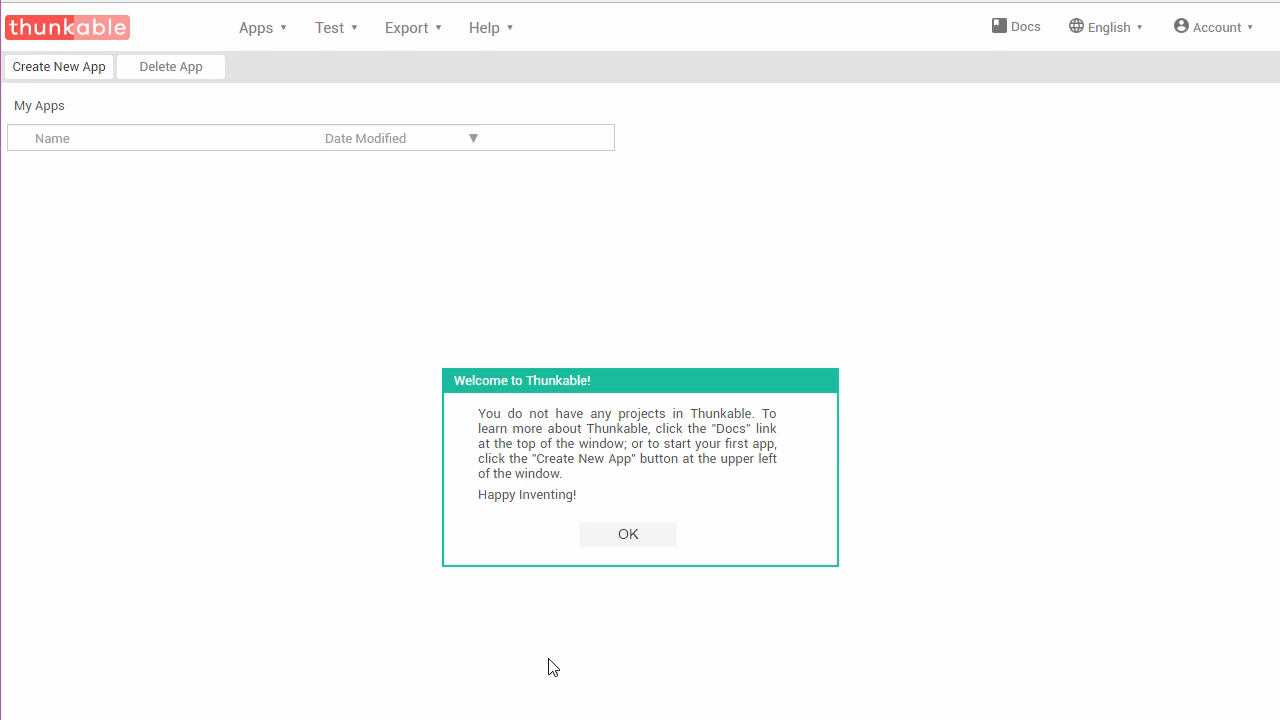 thunkable Apps ▼ Test ▼ Export ▼ Help ▼ Docs English ▼ Account ▼
Create New App Delete App
My Apps
Name Date Modified ▼
Welcome to Thunkable!
You do not have any projects in Thunkable. To
learn more about Thunkable, click the "Docs" link
at the top of the window; or to start your first app,
click the "Create New App" button at the upper left
of the window.
Happy Inventing!
OK